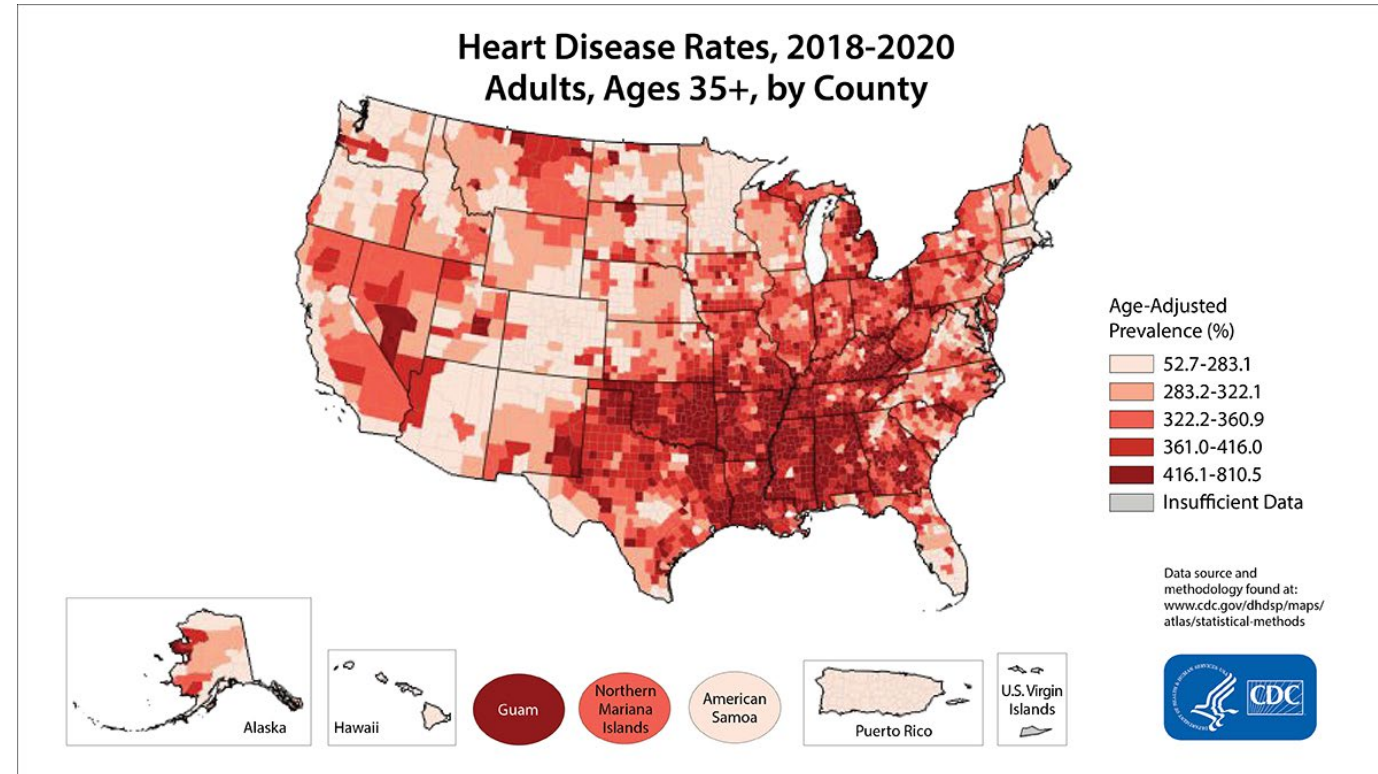 Heart Disease Rates, 2018-2020
Adults, Ages 35+, by County
Age-Adjusted
Prevalence (%)
52.7-283.1
283.2-322.1
322.2-360.9
361.0-416.0
416.1-810.5
Insufficient Data
Data source and
methodology found at:
www.cdc.gov/dhdsp/maps/
atlas/statistical-methods
Alaska
Hawaii
Guam
Northern
Mariana
Islands
American
Samoa
Puerto Rico
U.S. Virgin
Islands
CDC